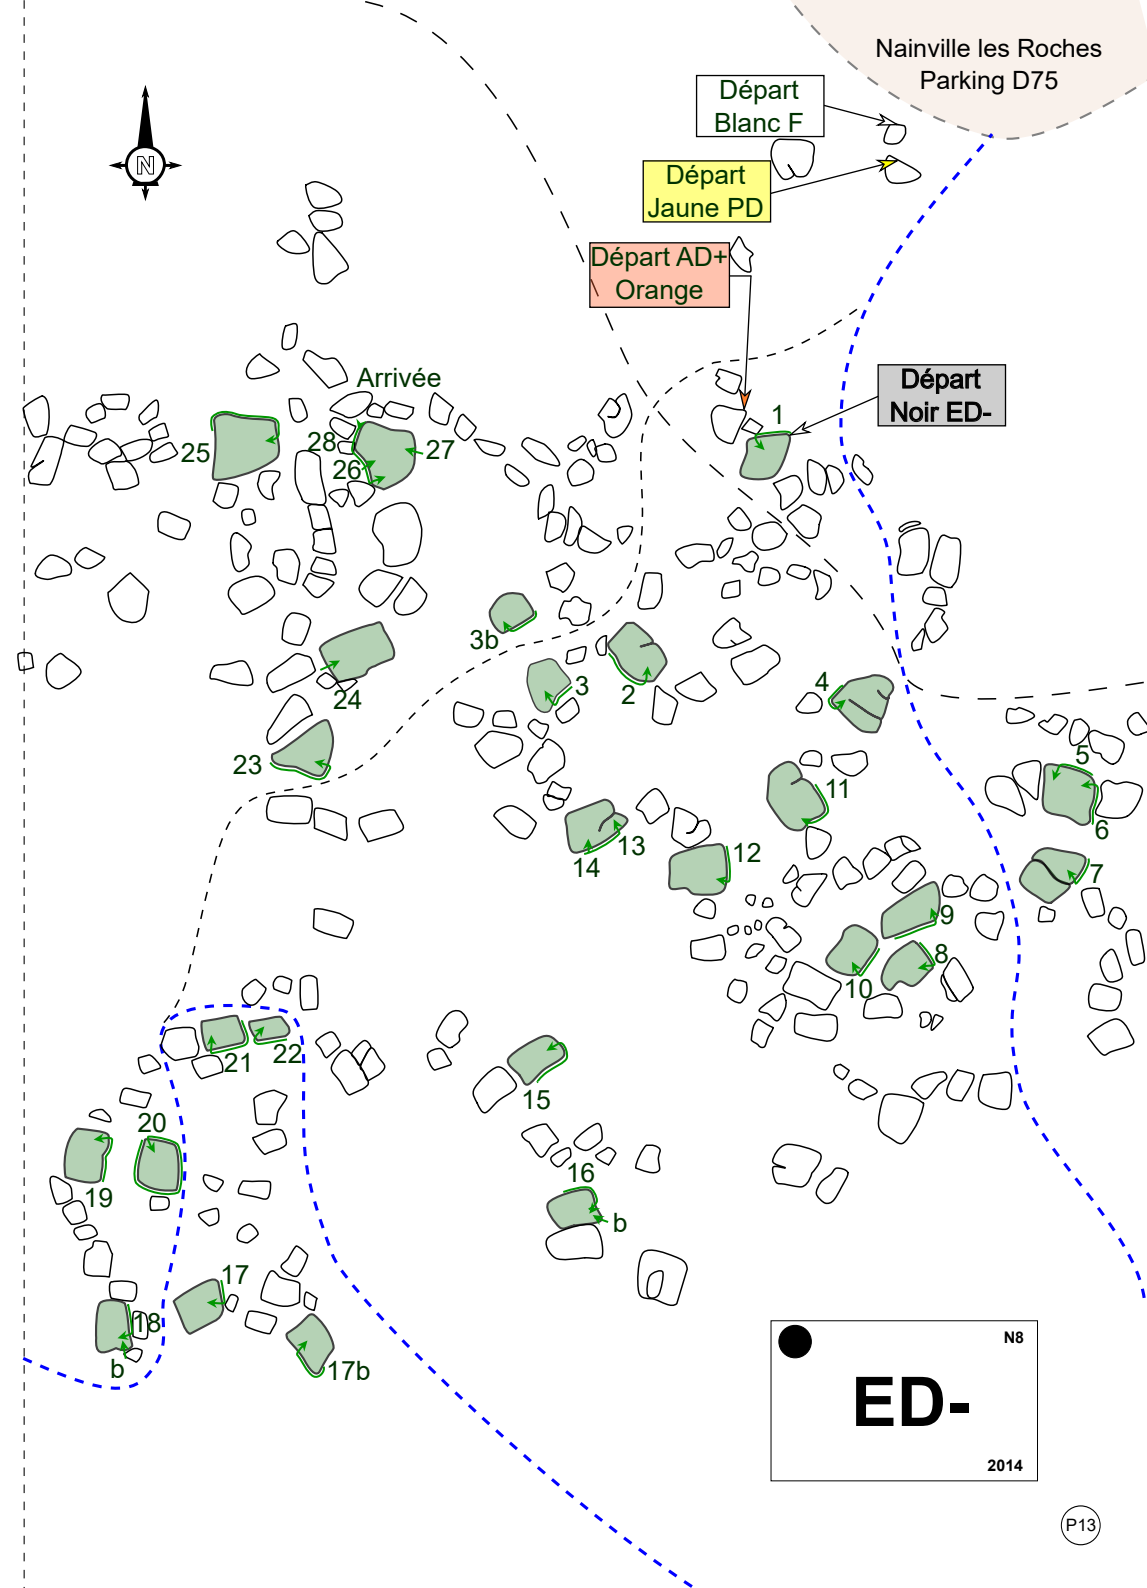 Nainville les Roches
Parking D75
Départ
Blanc F
Départ
Jaune PD
Départ AD+
Orange
Départ
Noir ED-
N
Arrivée
1
25
28
26
27
3b
3
2
4
24
23
5
6
7
11
12
13
14
9
8
10
21
22
15
20
19
16
b
17
18
b
17b
N8
ED-
2014
P13